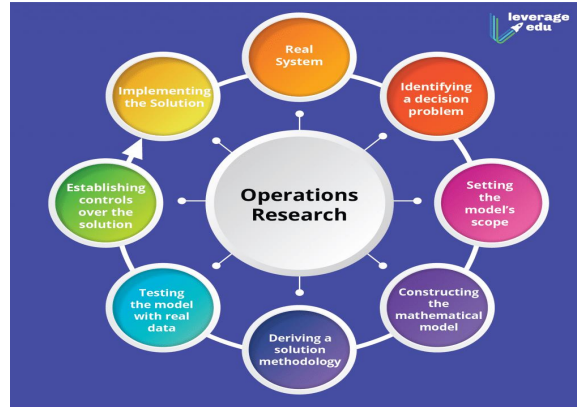 leverage
edu
Real
System
Identifying
a decision
problem
Setting
the
model's
scope
Constructing
the
mathematical
model
Deriving a
solution
methodology
Testing
the model
with real
data
Establishing
controls
over the
solution
Implementing
the Solution
Operations
Research